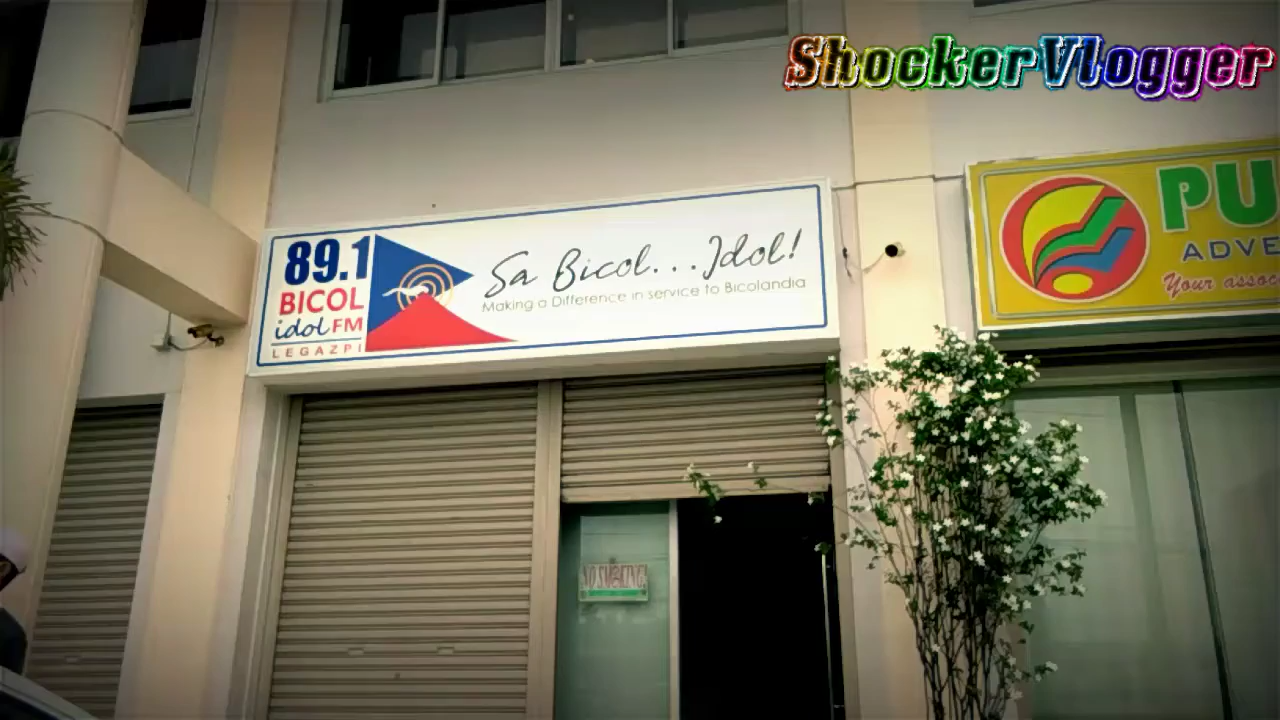 ShockerVlogger
89.1
BICOL
idol FM
LEGAZPI
Sa Bicol...Idol!
Making a Difference in service to Bicolandia
PU
ADVE
Your assoc
NO SMOKING